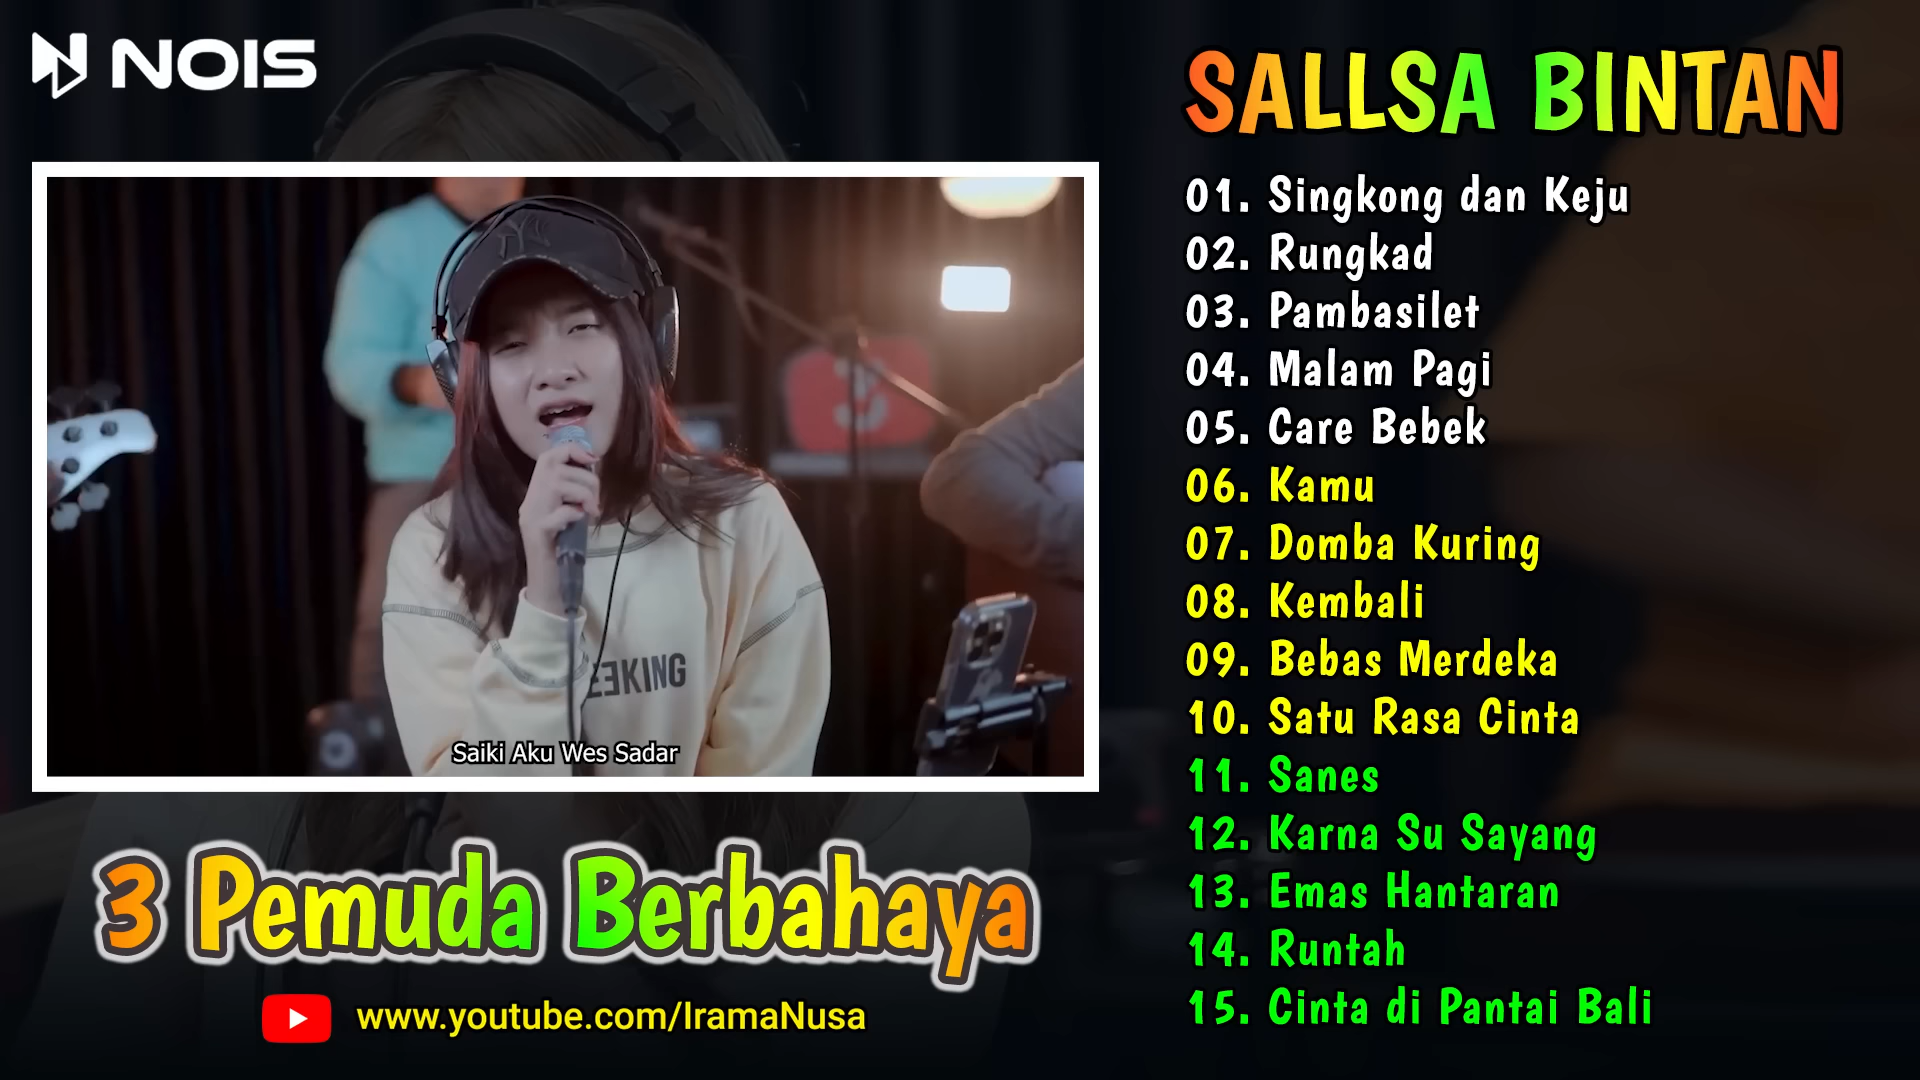 NOIS
SALLSA BINTAN
01. Singkong dan Keju
02. Rungkad
03. Pambasilet
04. Malam Pagi
05. Care Bebek
06. Kamu
07. Domba Kuring
08. Kembali
09. Bebas Merdeka
10. Satu Rasa Cinta
11. Sanes
12. Karna Su Sayang
13. Emas Hantaran
14. Runtah
15. Cinta di Pantai Bali
Saiki Aku Wes Sadar
3 Pemuda Berbahaya
www.youtube.com/IramaNusa